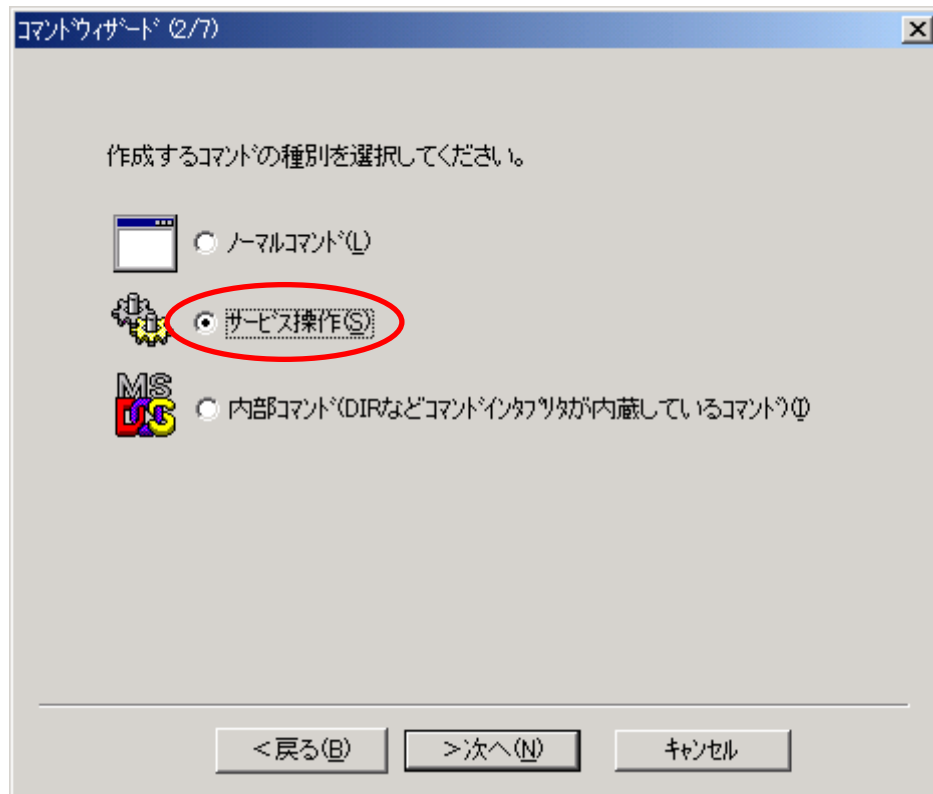 コマンドウィザード (2/7)
作成するコマンドの種別を選択してください。
ノーマルコマンド(L)
サービス操作(S)
MS
DOS
内部コマンド(DIRなどコマンドインタプリタが内蔵しているコマンド)(I)
<戻る(B)
>次へ(N)
キャンセル